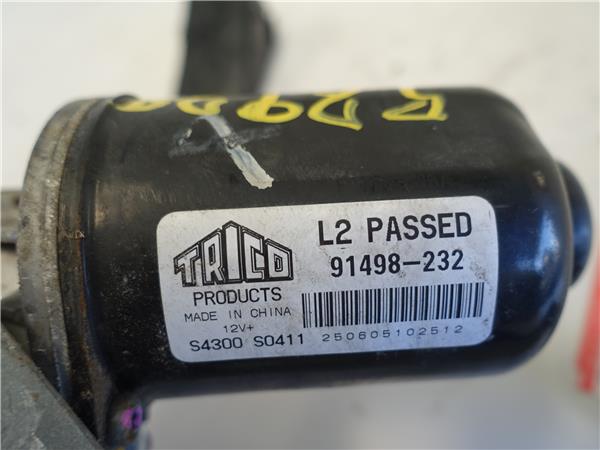 L2 PASSED
TRICO
91498-232
PRODUCTS
MADE IN CHINA
12V+
S4300 S0411
250605102512